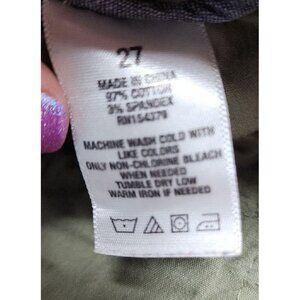 27
MADE IN CHINA
97% COTTON
3% SPANDEX
RN154379
MACHINE WASH COLD WITH
LIKE COLORS
ONLY NON-CHLORINE BLEACH
WHEN NEEDED
TUMBLE DRY LOW
WARM IRON IF NEEDED